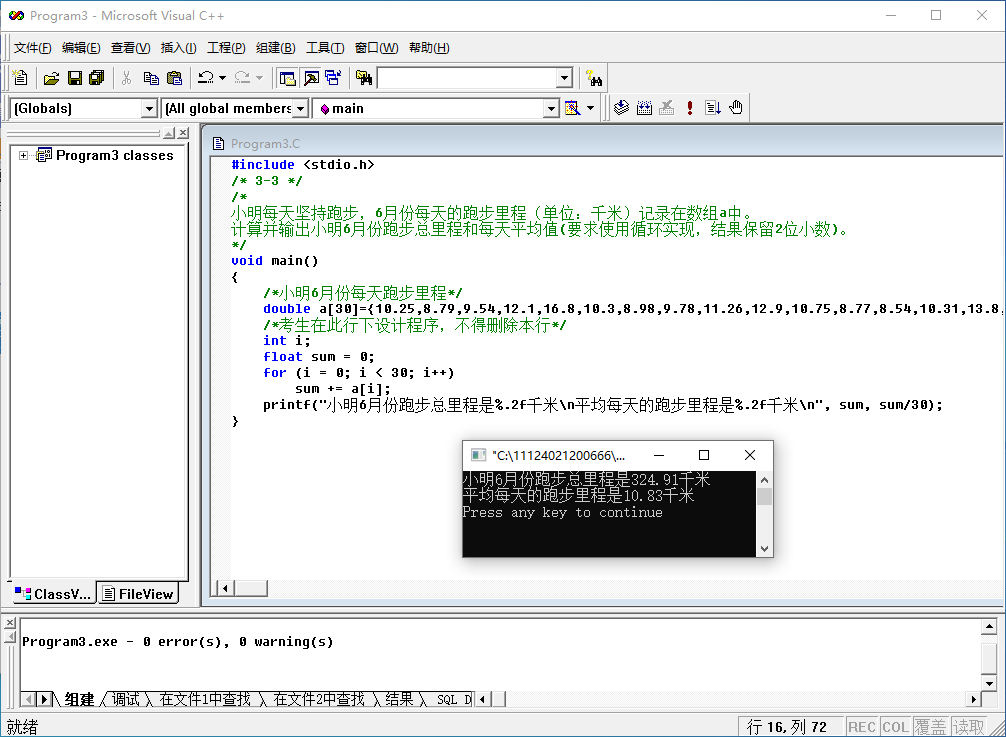 Program3 - Microsoft Visual C++
文件(F) 编辑(E) 查看(V) 插入(I) 工程(P) 组建(B) 工具(T) 窗口(W) 帮助(H)
(Globals) (All global members main
Program3 classes
Program3.C
#include <stdio.h>
/* 3-3 */
/*
小明每天坚持跑步，6月份每天的跑步里程（单位：千米）记录在数组a中。
计算并输出小明6月份跑步总里程和每天平均值(要求使用循环实现，结果保留2位小数)。
*/
void main()
{
/*小明6月份每天跑步里程*/
double a[30]={10.25,8.79,9.54,12.1,16.8,10.3,8.98,9.78,11.26,12.9,10.75,8.77,8.54,10.31,13.8,
/*考生在此行下设计程序，不得删除本行*/
int i;
float sum = 0;
for (i = 0; i < 30; i++)
sum += a[i];
printf("小明6月份跑步总里程是%.2f千米\n平均每天的跑步里程是%.2f千米\n", sum, sum/30);
}
"C:\11124021200666\...
小明6月份跑步总里程是324.91千米
平均每天的跑步里程是10.83千米
Press any key to continue
ClassV... FileView
Program3.exe - 0 error(s), 0 warning(s)
组建 调试 在文件1中查找 在文件2中查找 结果 SQL D
就绪 行 16, 列 72 REC COL 覆盖 读取